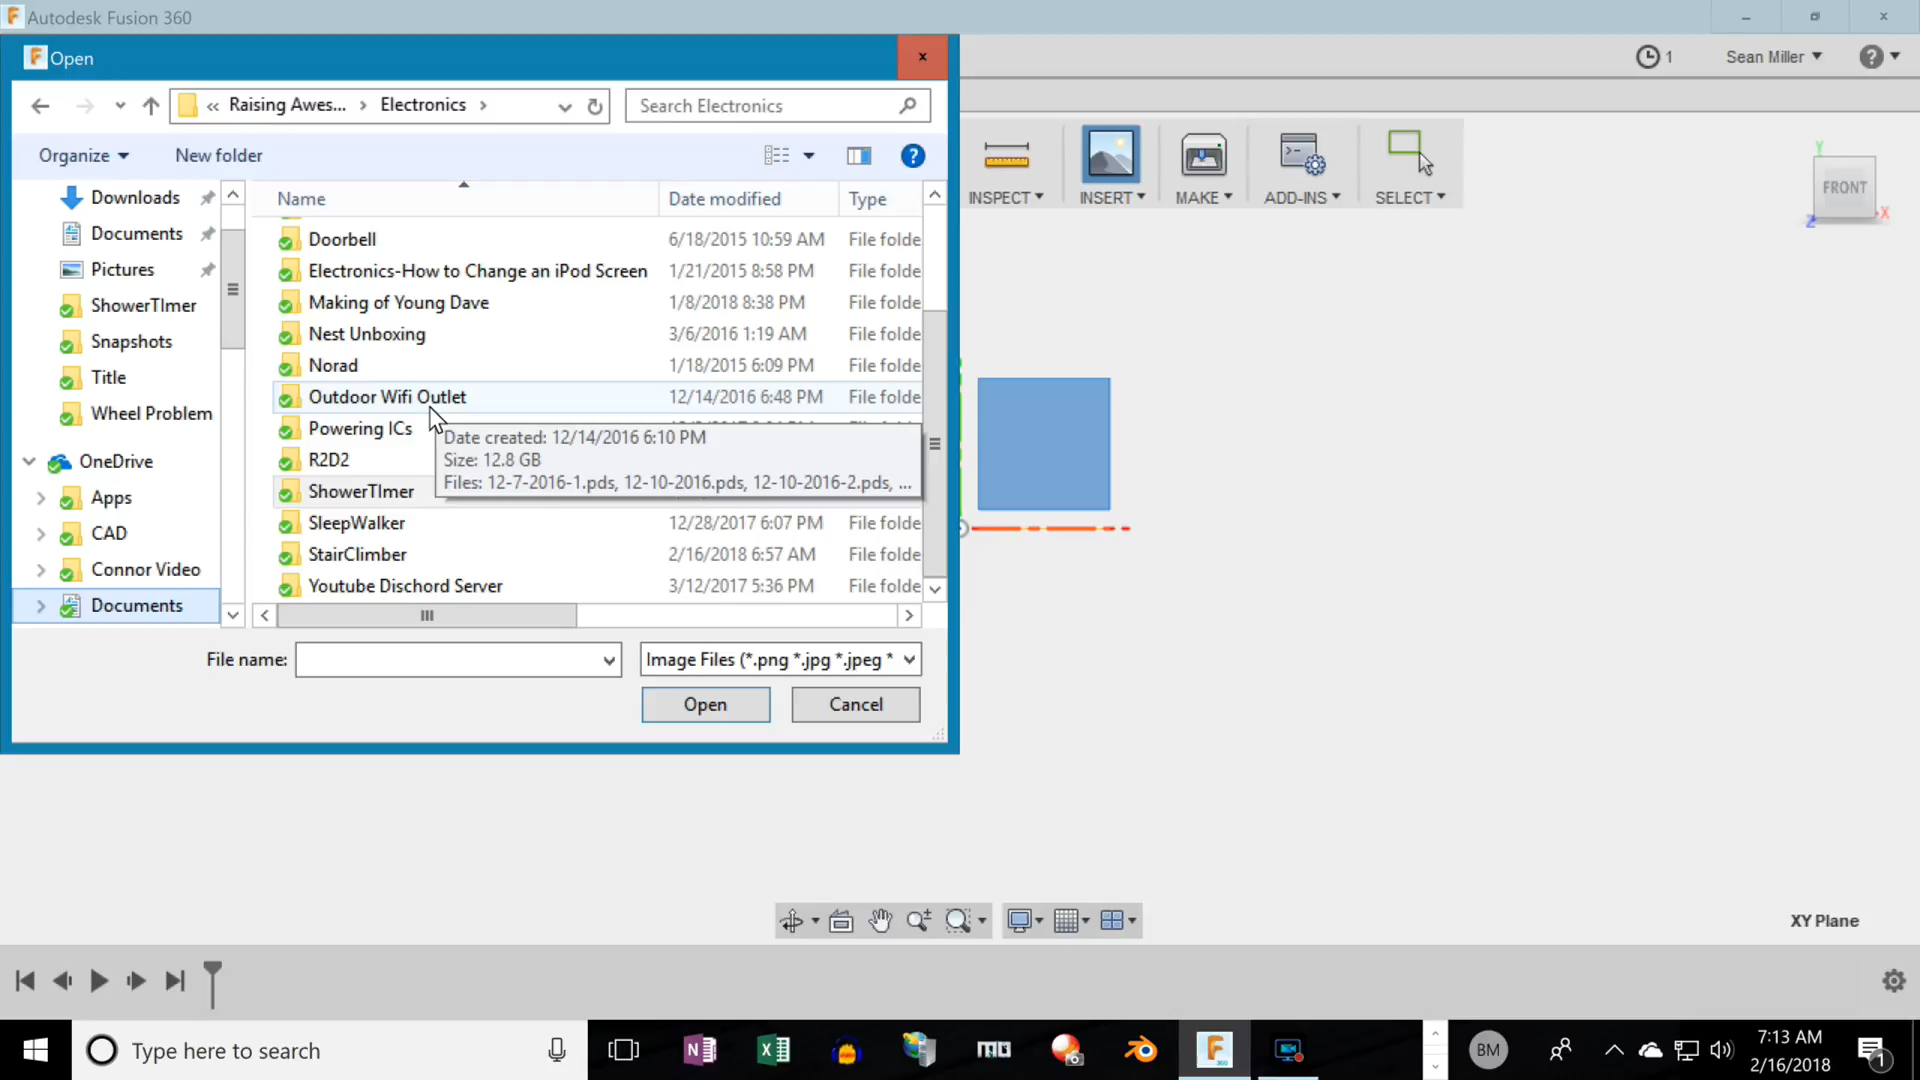 Autodesk Fusion 360
Open
1
Sean Miller
« Raising Awes... › Electronics ›
Search Electronics
Organize
New folder
INSPECT
INSERT
MAKE
ADD-INS
SELECT
Y
FRONT
X
Z
Name
Date modified
Type
Downloads
Documents
Pictures
ShowerTImer
Snapshots
Title
Wheel Problem
OneDrive
Apps
CAD
Connor Video
Documents
Doorbell 6/18/2015 10:59 AM File folde
Electronics-How to Change an iPod Screen 1/21/2015 8:58 PM File folde
Making of Young Dave 1/8/2018 8:38 PM File folde
Nest Unboxing 3/6/2016 1:19 AM File folde
Norad 1/18/2015 6:09 PM File folde
Outdoor Wifi Outlet 12/14/2016 6:48 PM File folde
Powering ICs
R2D2
ShowerTImer
Date created: 12/14/2016 6:10 PM
Size: 12.8 GB
Files: 12-7-2016-1.pds, 12-10-2016.pds, 12-10-2016-2.pds, ...
SleepWalker 12/28/2017 6:07 PM File folde
StairClimber 2/16/2018 6:57 AM File folde
Youtube Dischord Server 3/12/2017 5:36 PM File folde
File name:
Image Files (*.png *.jpg *.jpeg *
Open
Cancel
XY Plane
Type here to search
BM
7:13 AM
2/16/2018
1